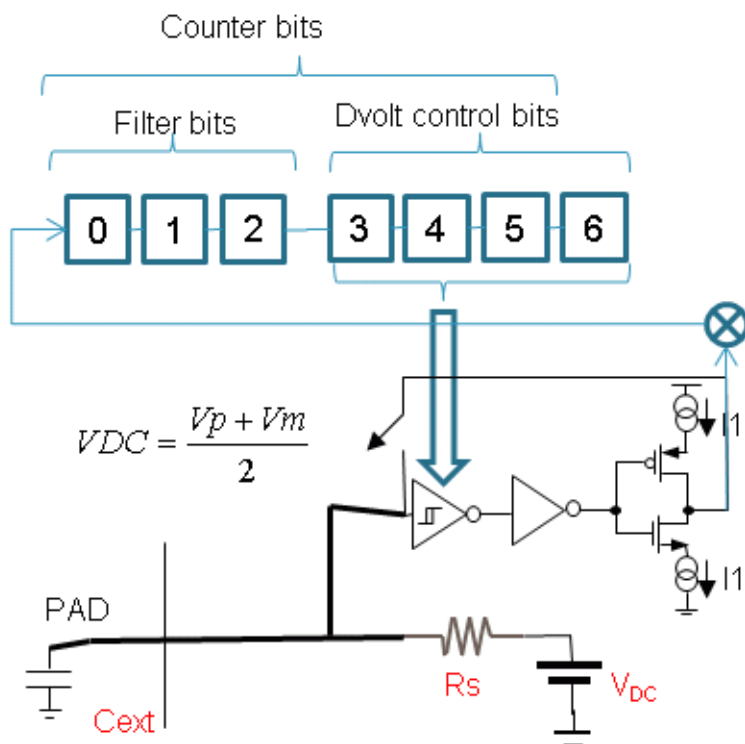 Counter bits
Filter bits
Dvolt control bits
0 1 2 3 4 5 6
I1
VDC = (Vp + Vm) / 2
I1
PAD
Rs
VDC
Cext